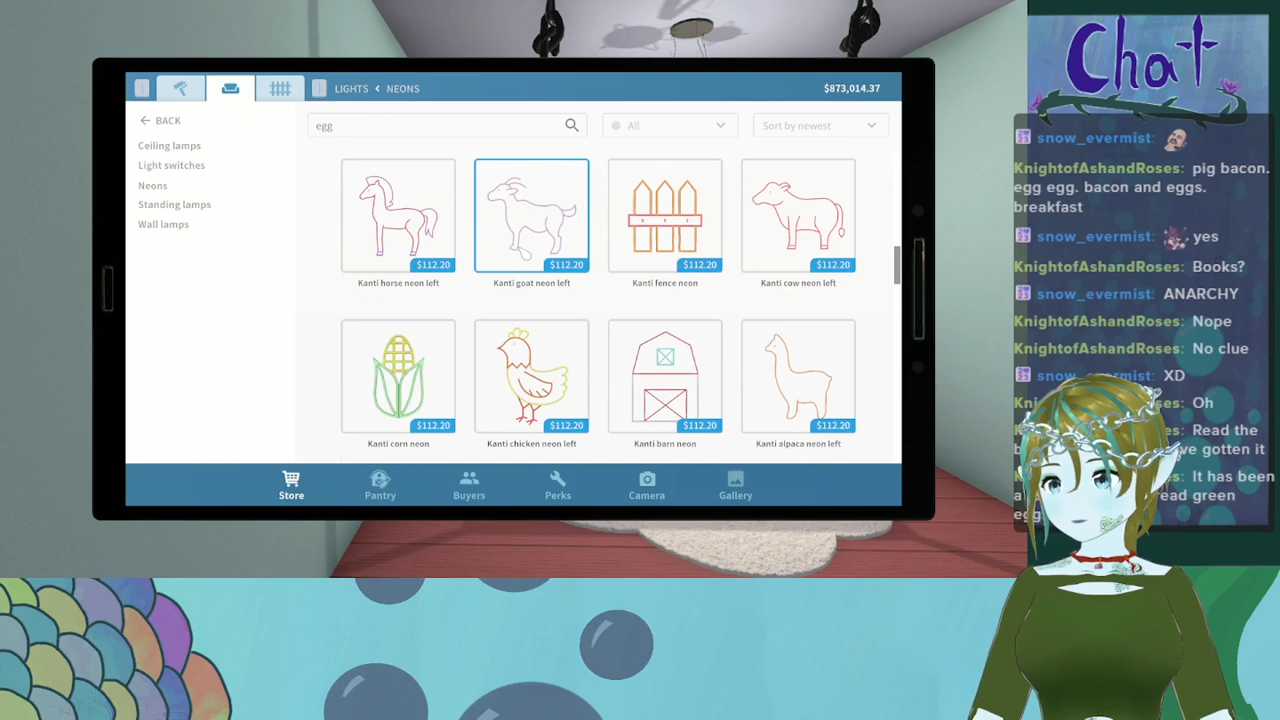 LIGHTS < NEONS
$873,014.37
BACK
Ceiling lamps
Light switches
Neons
Standing lamps
Wall lamps
egg
All
Sort by newest
$112.20
$112.20
$112.20
$112.20
Kanti horse neon left
Kanti goat neon left
Kanti fence neon
Kanti cow neon left
$112.20
$112.20
$112.20
$112.20
Kanti corn neon
Kanti chicken neon left
Kanti barn neon
Kanti alpaca neon left
Store
Pantry
Buyers
Perks
Camera
Gallery
Chat
snow_evermist:
KnightofAshandRoses: pig bacon.
egg egg. bacon and eggs.
breakfast
snow_evermist: yes
KnightofAshandRoses: Books?
snow_evermist: ANARCHY
KnightofAshandRoses: Nope
KnightofAshandRoses: No clue
snow_evermist: XD
Oh
Read the
gotten it
It has been
green